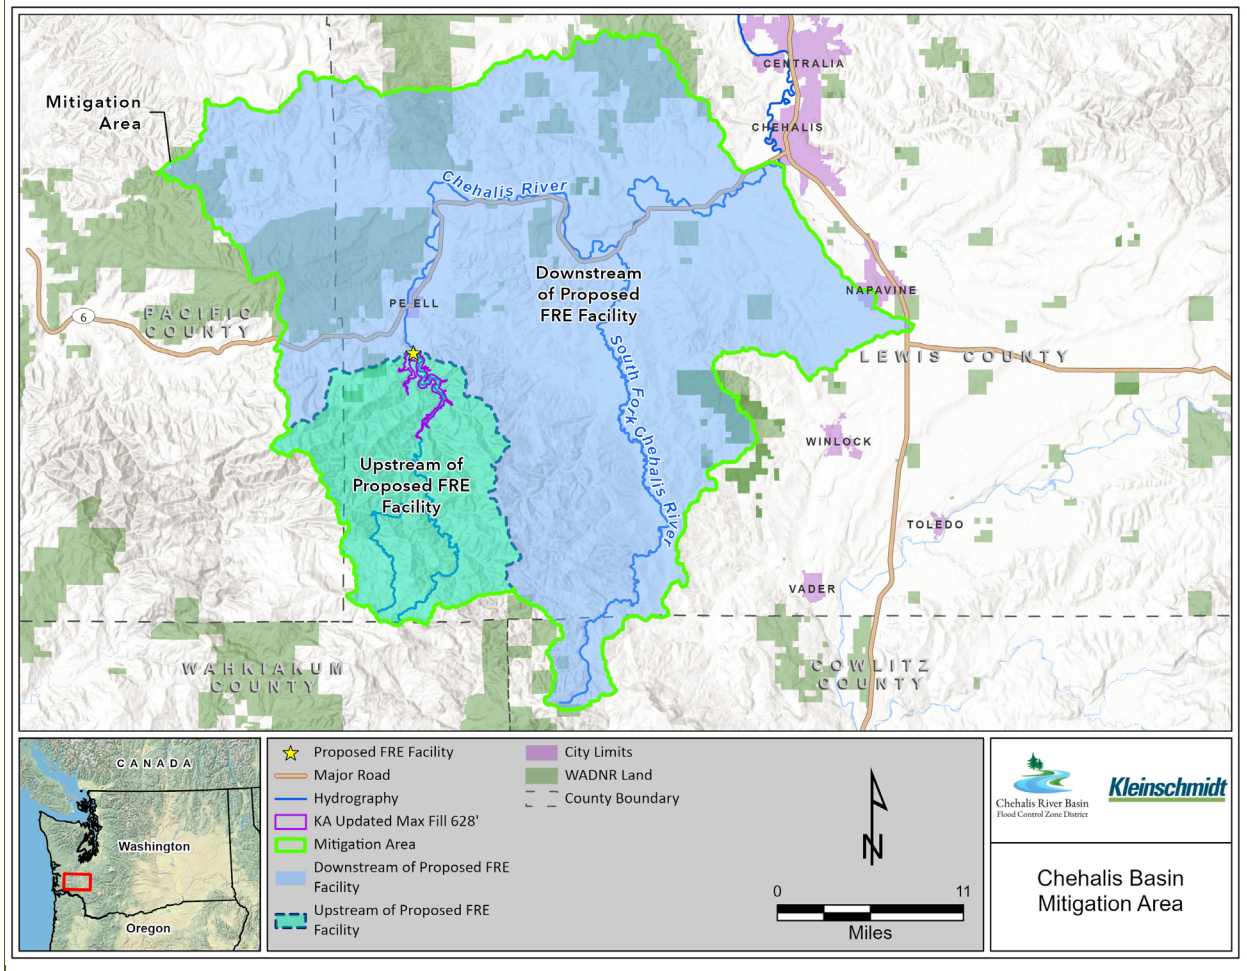 CENTRALIA
Mitigation
Area
CHEHALIS
Chehalis River
Downstream
of Proposed
FRE Facility
NAPAVINE
PE ELL
PACIFIC
COUNTY
6
LEWIS COUNTY
South Fork Chehalis River
WINLOCK
Upstream of
Proposed FRE
Facility
TOLEDO
VADER
WAHKIAKUM
COUNTY
COWLITZ
COUNTY
CANADA
Washington
Oregon
Proposed FRE Facility
Major Road
Hydrography
KA Updated Max Fill 628'
Mitigation Area
Downstream of Proposed FRE
Facility
Upstream of Proposed FRE
Facility
City Limits
WADNR Land
County Boundary
N
0 11
Miles
Chehalis River Basin
Flood Control Zone District
Kleinschmidt
Chehalis Basin
Mitigation Area